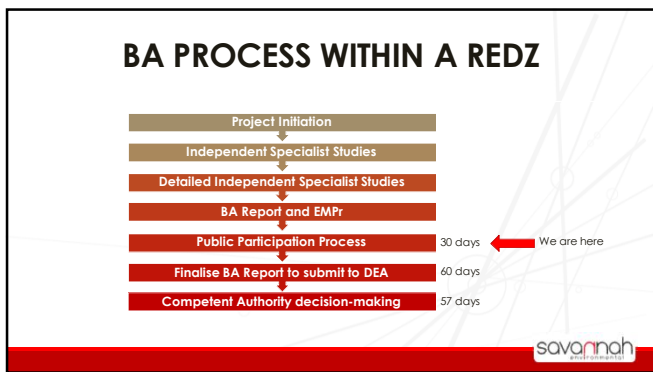 BA PROCESS WITHIN A REDZ
Project Initiation
Independent Specialist Studies
Detailed Independent Specialist Studies
BA Report and EMPr
Public Participation Process 30 days We are here
Finalise BA Report to submit to DEA 60 days
Competent Authority decision-making 57 days
savannah
environmental